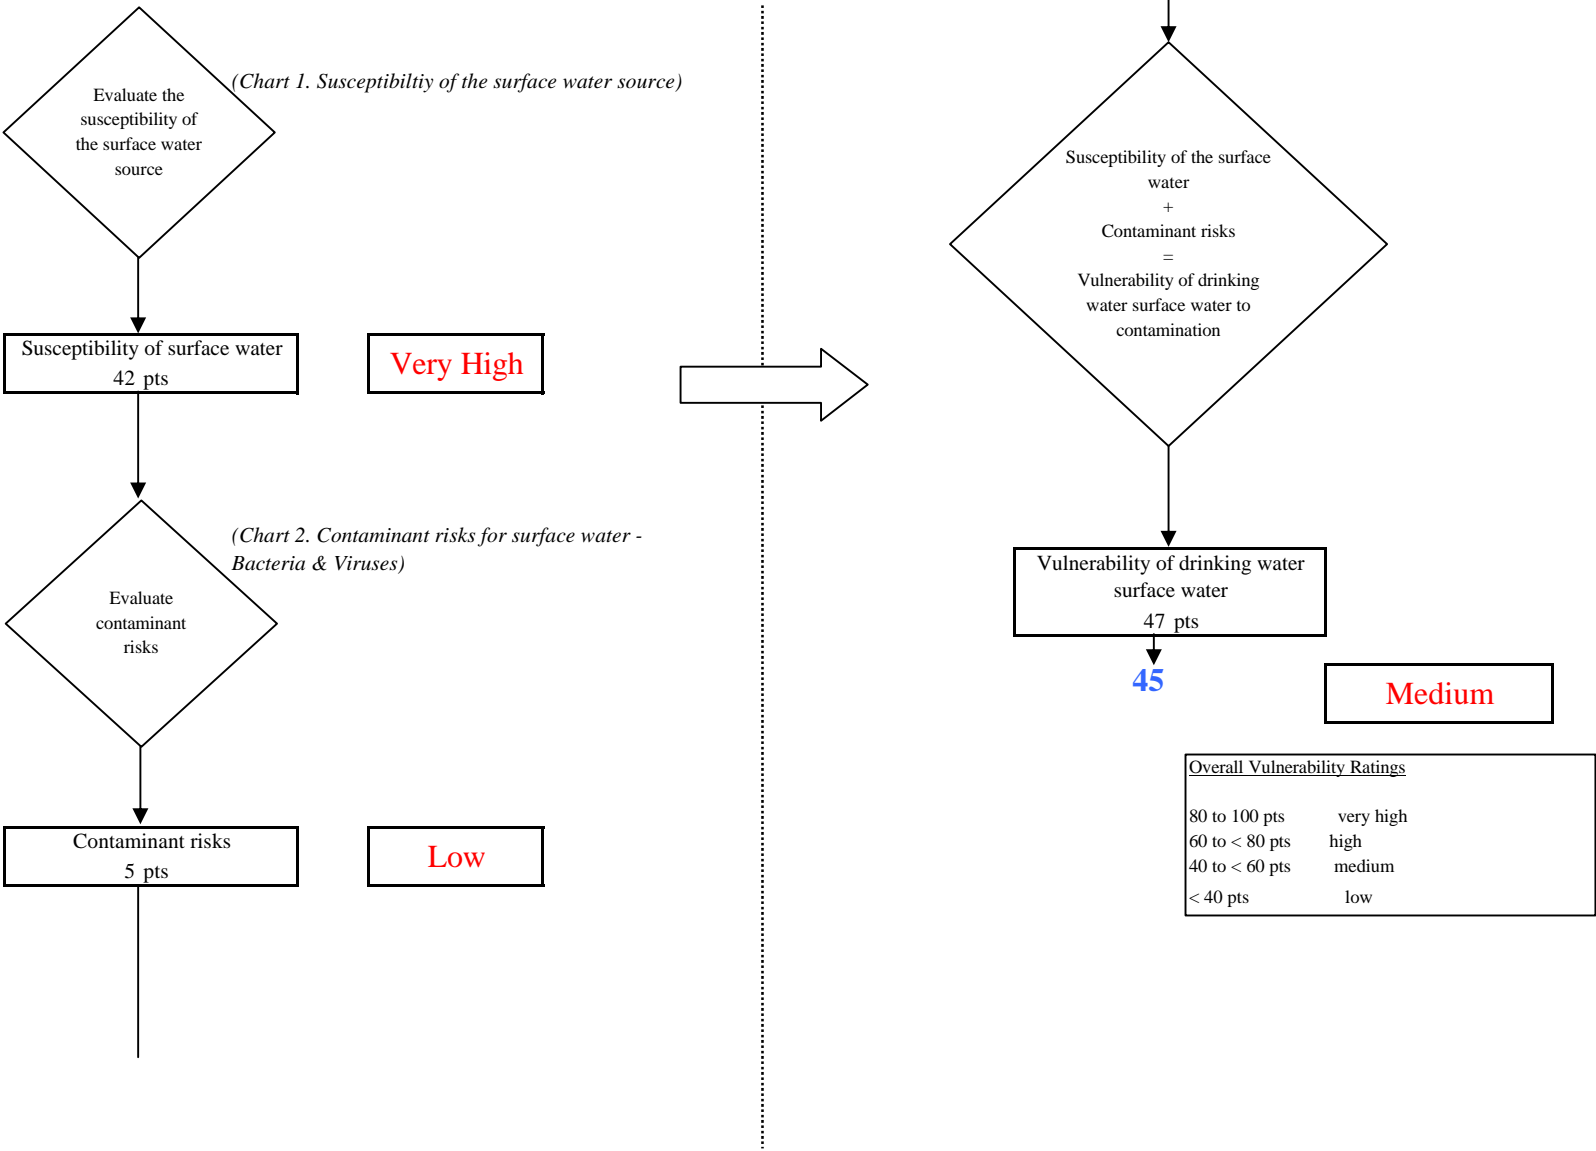 Evaluate the
susceptibility of
the surface water
source
(Chart 1. Susceptibiltiy of the surface water source)
Susceptibility of surface water
42 pts
Very High
(Chart 2. Contaminant risks for surface water -
Bacteria & Viruses)
Evaluate
contaminant
risks
Contaminant risks
5 pts
Low
Susceptibility of the surface
water
+
Contaminant risks
=
Vulnerability of drinking
water surface water to
contamination
Vulnerability of drinking water
surface water
47 pts
45
Medium
Overall Vulnerability Ratings
80 to 100 pts very high
60 to < 80 pts high
40 to < 60 pts medium
< 40 pts low